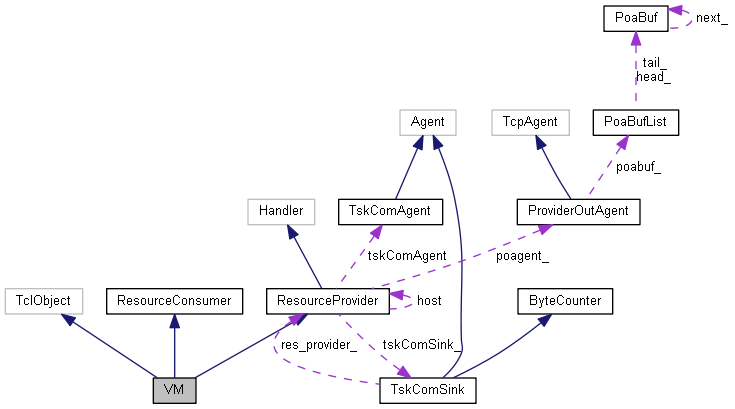 PoaBuf
next_
tail_
head_
Agent
TcpAgent
PoaBufList
poabuf_
Handler
TskComAgent
ProviderOutAgent
tskComAgent
poagent_
TclObject
ResourceConsumer
ResourceProvider
host
ByteCounter
res_provider_
tskComSink_
VM
TskComSink